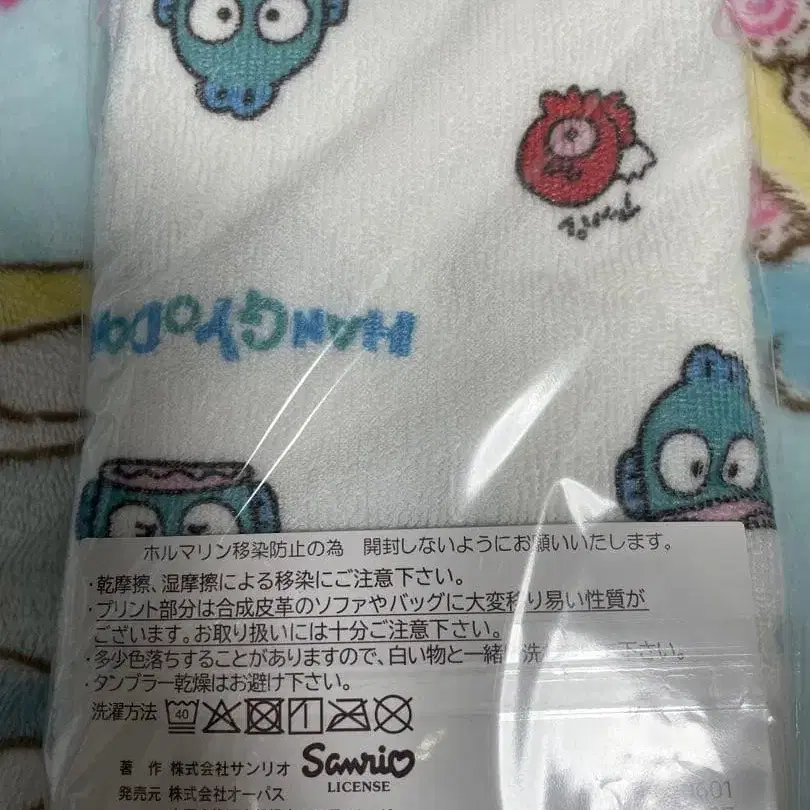 HANGYODON
ホルマリン移染防止の為　開封しないようにお願いいたします。
・乾摩擦、湿摩擦による移染にご注意下さい。
・プリント部分は合成皮革のソファやバッグに大変移り易い性質が
ございます。お取り扱いには十分ご注意下さい。
・多少色落ちすることがありますので、白い物と一緒に洗
・タンブラー乾燥はお避け下さい。
洗濯方法 40
著 作 株式会社サンリオ Sanrio
LICENSE
発売元 株式会社オーパス
0601